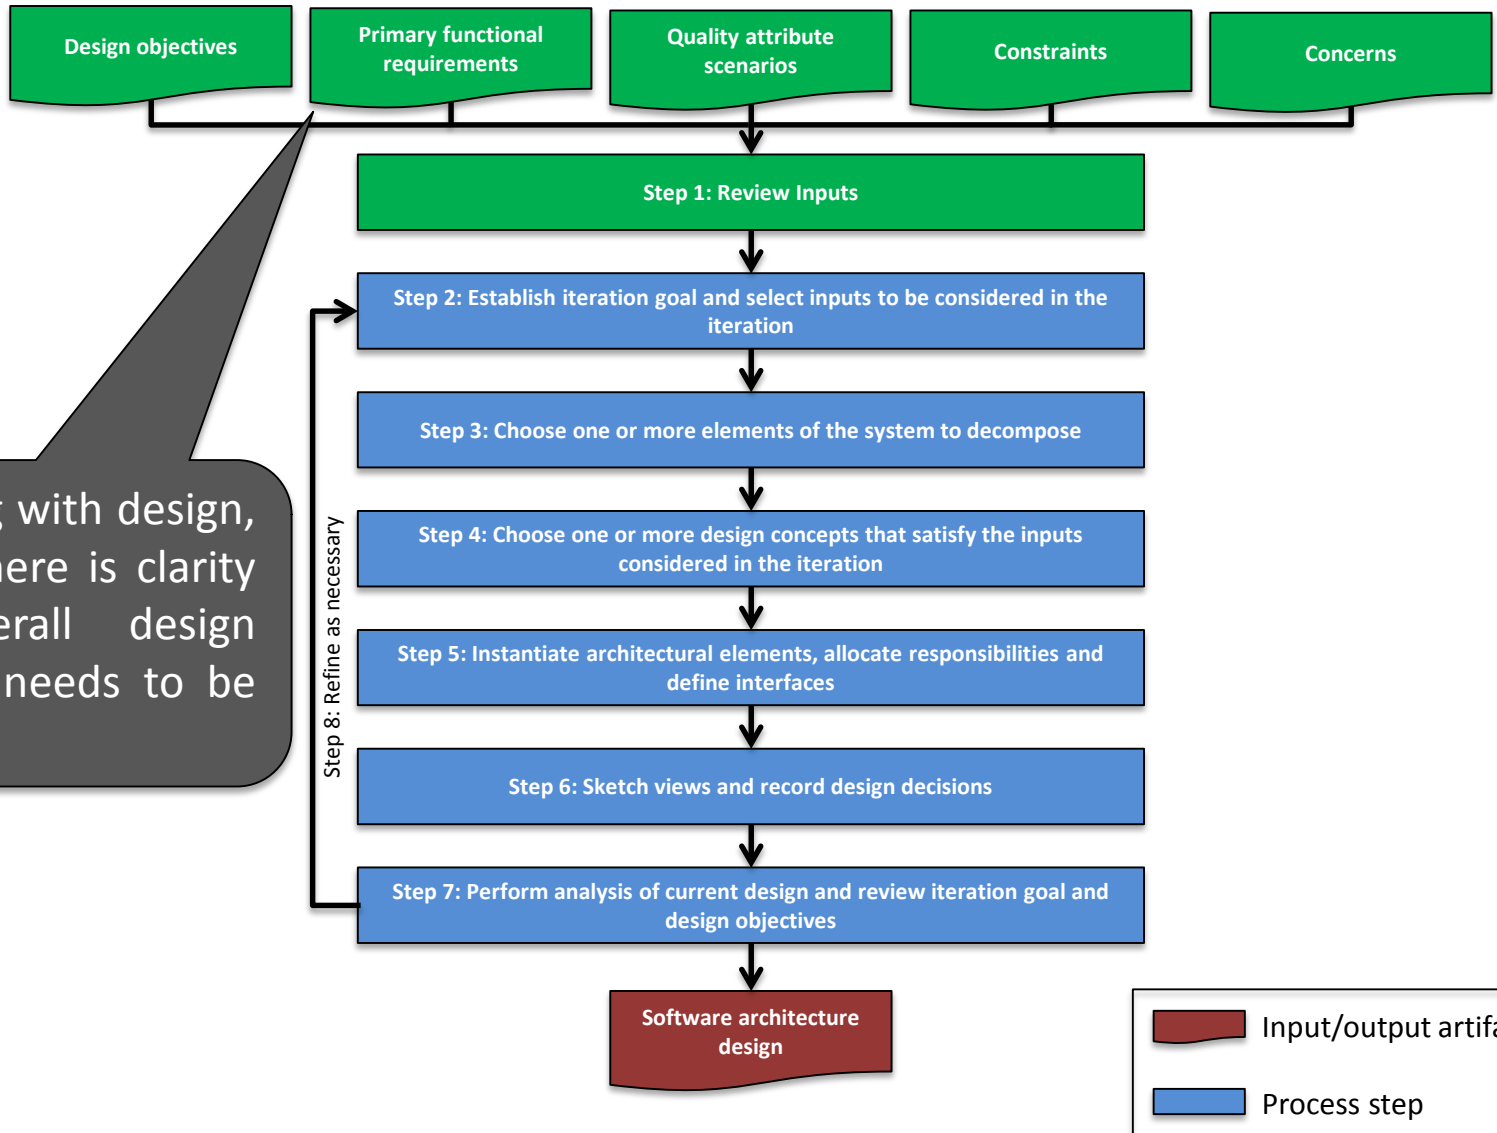 Design objectives
Primary functional
requirements
Quality attribute
scenarios
Constraints
Concerns
Step 1: Review Inputs
Step 2: Establish iteration goal and select inputs to be considered in the
iteration
Step 3: Choose one or more elements of the system to decompose
with design,
here is clarity
design
needs to be
Step 8: Refine as necessary
Step 4: Choose one or more design concepts that satisfy the inputs
considered in the iteration
Step 5: Instantiate architectural elements, allocate responsibilities and
define interfaces
Step 6: Sketch views and record design decisions
Step 7: Perform analysis of current design and review iteration goal and
design objectives
Software architecture
design
Input/output artifa
Process step